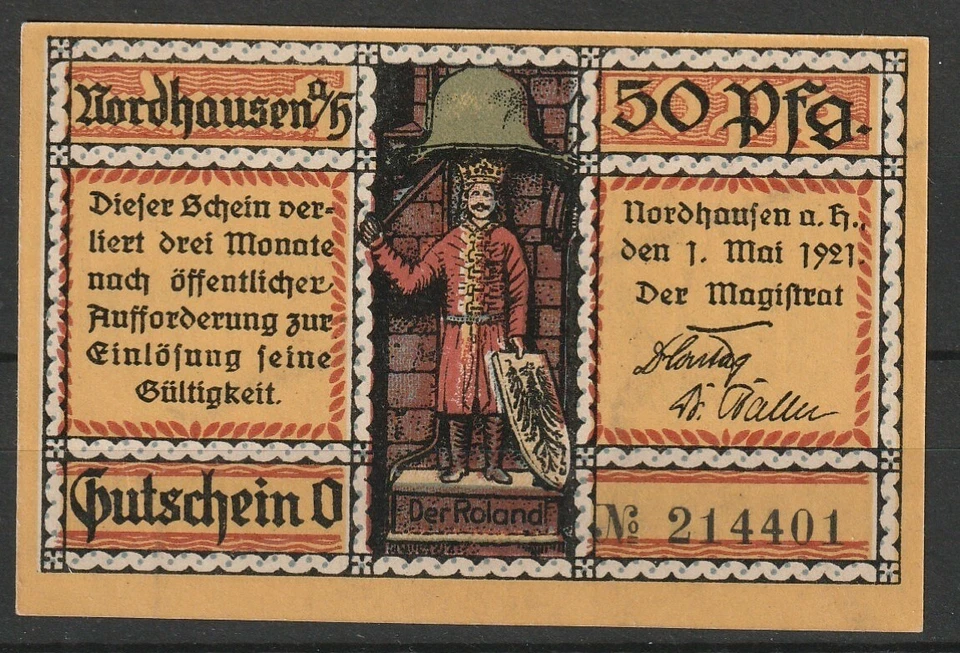 Nordhausen a/H
50 Pfg.
Dieser Schein ver=
liert drei Monate
nach öffentlicher
Aufforderung zur
Einlösung seine
Gültigkeit.
Nordhausen a. H.,
den 1. Mai 1921.
Der Magistrat
Der Roland
Gutschein O
№ 214401